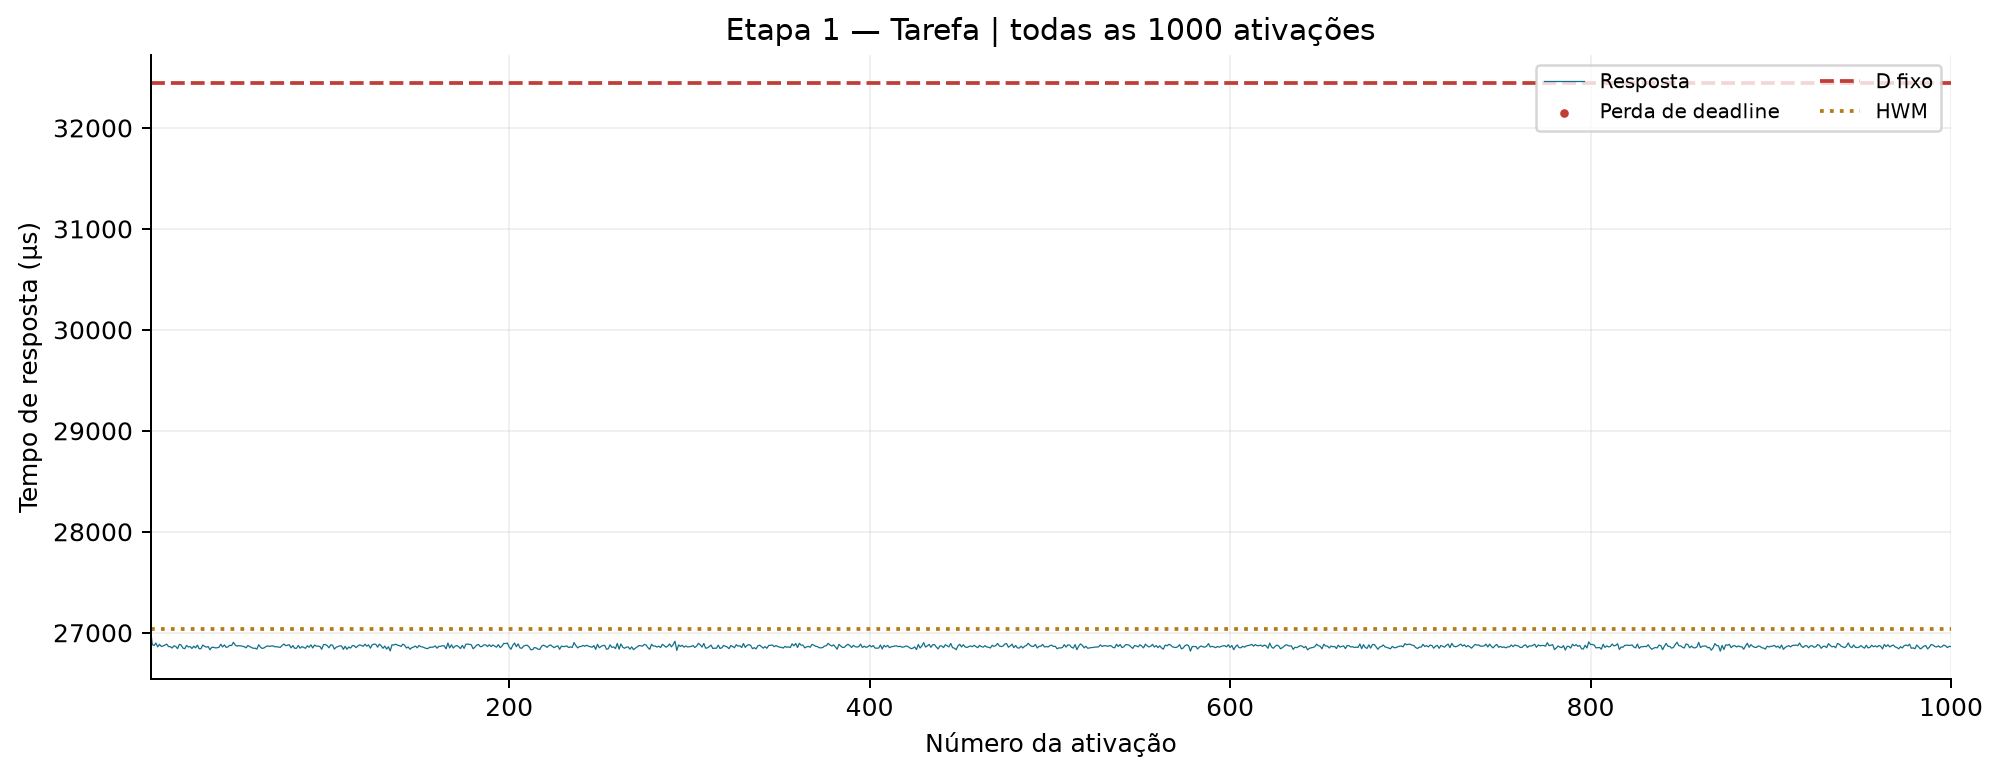 Etapa 1 — Tarefa | todas as 1000 ativações
Resposta
Perda de deadline
D fixo
HWM
Tempo de resposta (µs)
32000
31000
30000
29000
28000
27000
200 400 600 800 1000
Número da ativação